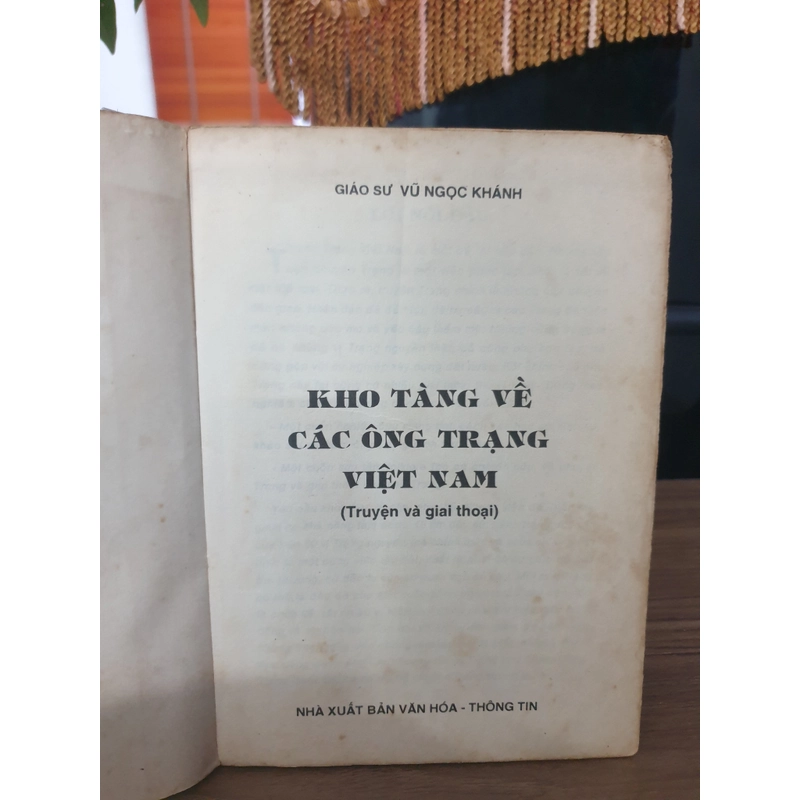 GIÁO SƯ VŨ NGỌC KHÁNH
KHO TÀNG VỀ
CÁC ÔNG TRẠNG
VIỆT NAM
(Truyện và giai thoại)
NHÀ XUẤT BẢN VĂN HÓA - THÔNG TIN